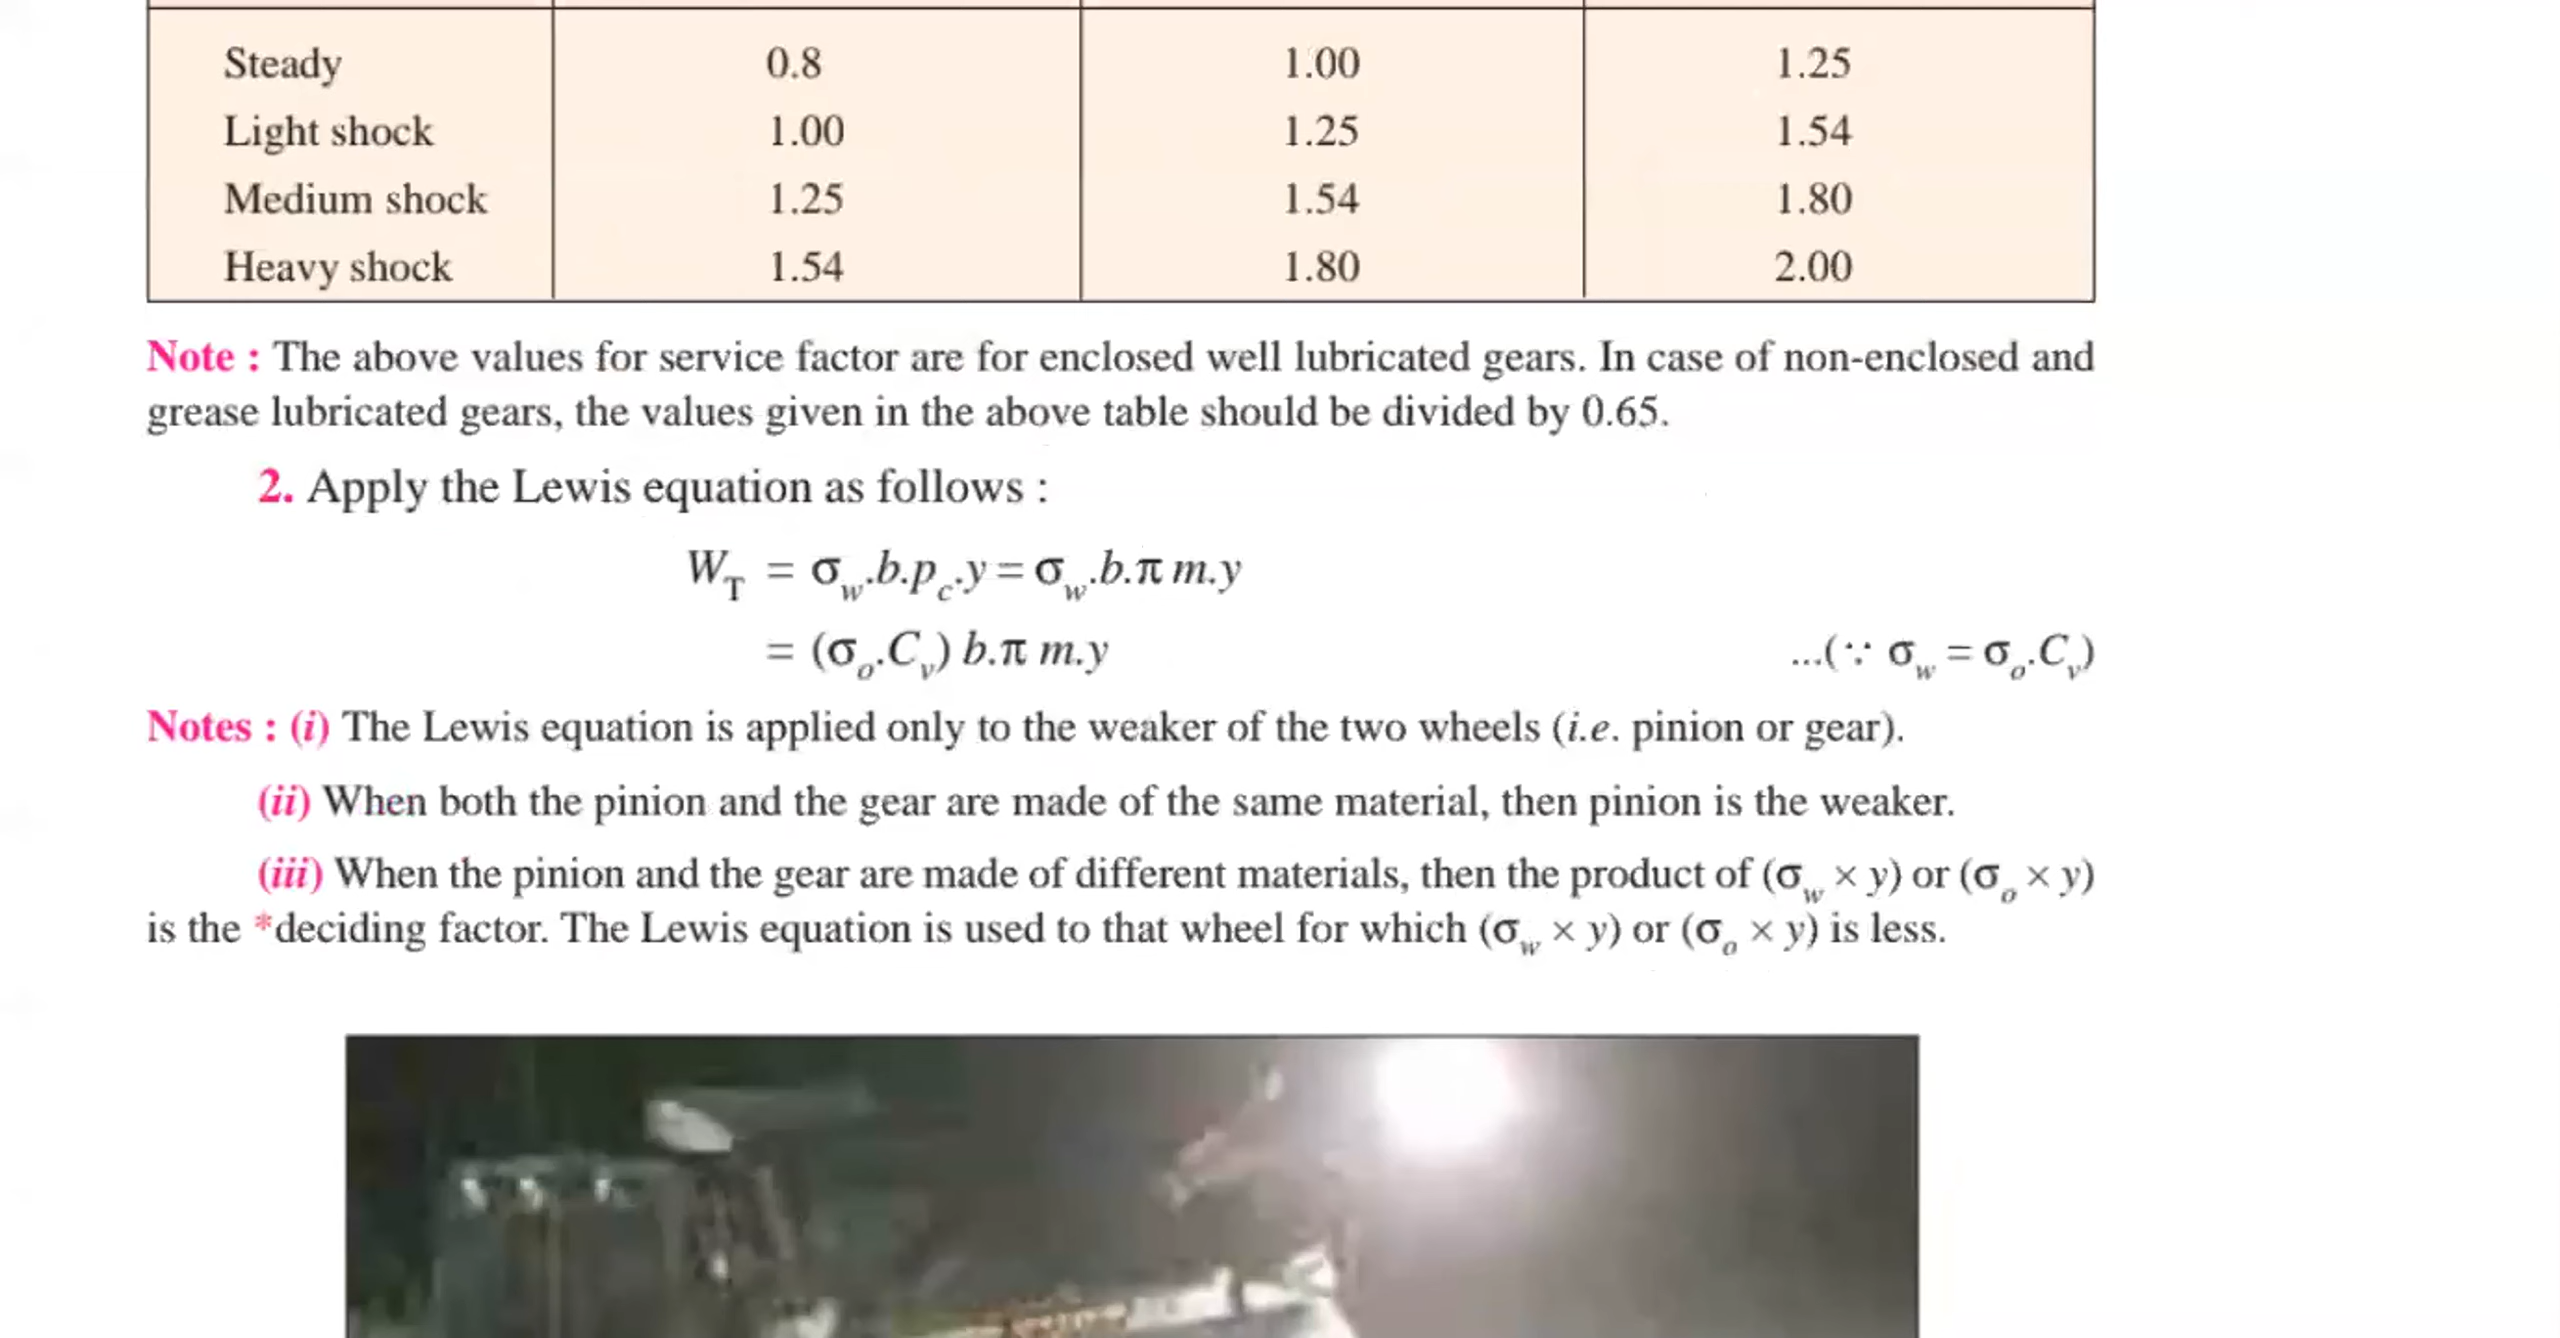 Steady 0.8 1.00 1.25
Light shock 1.00 1.25 1.54
Medium shock 1.25 1.54 1.80
Heavy shock 1.54 1.80 2.00
Note : The above values for service factor are for enclosed well lubricated gears. In case of non-enclosed and
grease lubricated gears, the values given in the above table should be divided by 0.65.
2. Apply the Lewis equation as follows :
W_T = σ_w.b.p_c.y = σ_w.b.π m.y
= (σ_o.C_v) b.π m.y ...(∵ σ_w = σ_o.C_v)
Notes : (i) The Lewis equation is applied only to the weaker of the two wheels (i.e. pinion or gear).
(ii) When both the pinion and the gear are made of the same material, then pinion is the weaker.
(iii) When the pinion and the gear are made of different materials, then the product of (σ_w × y) or (σ_o × y)
is the *deciding factor. The Lewis equation is used to that wheel for which (σ_w × y) or (σ_o × y) is less.